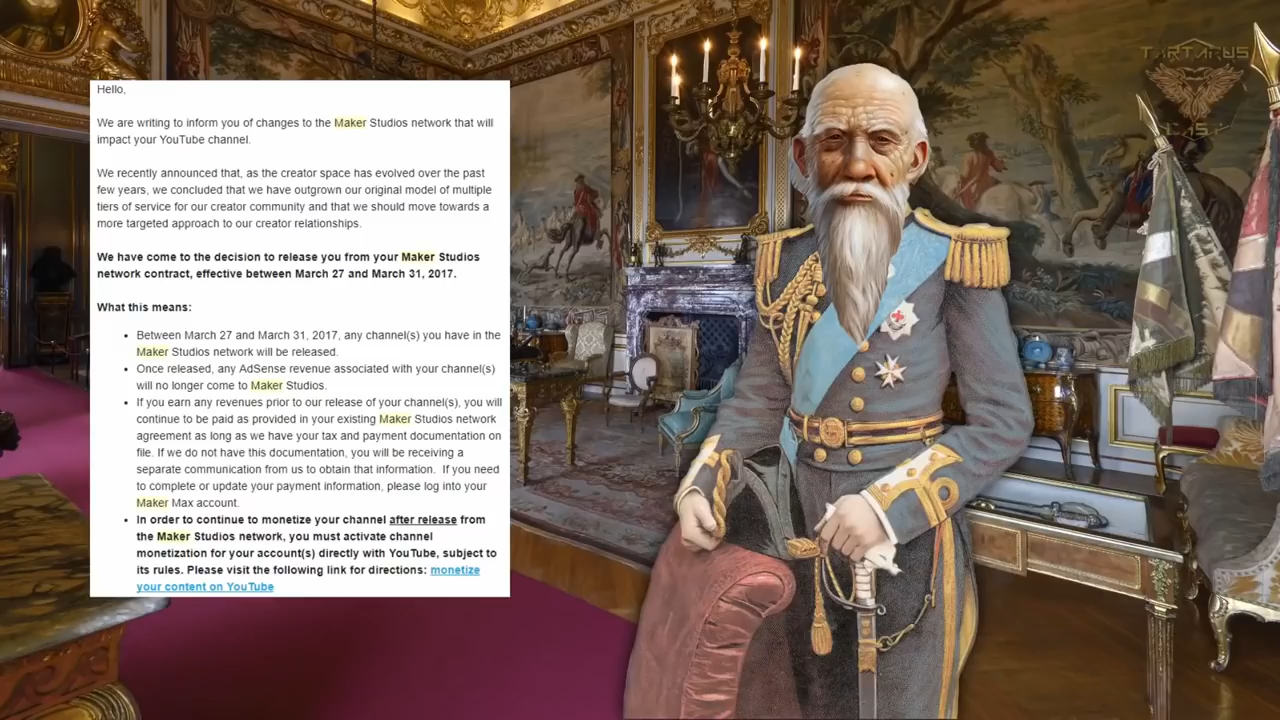 TARTARUS
CAST
Hello,
We are writing to inform you of changes to the Maker Studios network that will
impact your YouTube channel.
We recently announced that, as the creator space has evolved over the past
few years, we concluded that we have outgrown our original model of multiple
tiers of service for our creator community and that we should move towards a
more targeted approach to our creator relationships.
We have come to the decision to release you from your Maker Studios
network contract, effective between March 27 and March 31, 2017.
What this means:
• Between March 27 and March 31, 2017, any channel(s) you have in the
Maker Studios network will be released.
• Once released, any AdSense revenue associated with your channel(s)
will no longer come to Maker Studios.
• If you earn any revenues prior to our release of your channel(s), you will
continue to be paid as provided in your existing Maker Studios network
agreement as long as we have your tax and payment documentation on
file. If we do not have this documentation, you will be receiving a
separate communication from us to obtain that information. If you need
to complete or update your payment information, please log into your
Maker Max account.
• In order to continue to monetize your channel after release from
the Maker Studios network, you must activate channel
monetization for your account(s) directly with YouTube, subject to
its rules. Please visit the following link for directions: monetize
your content on YouTube